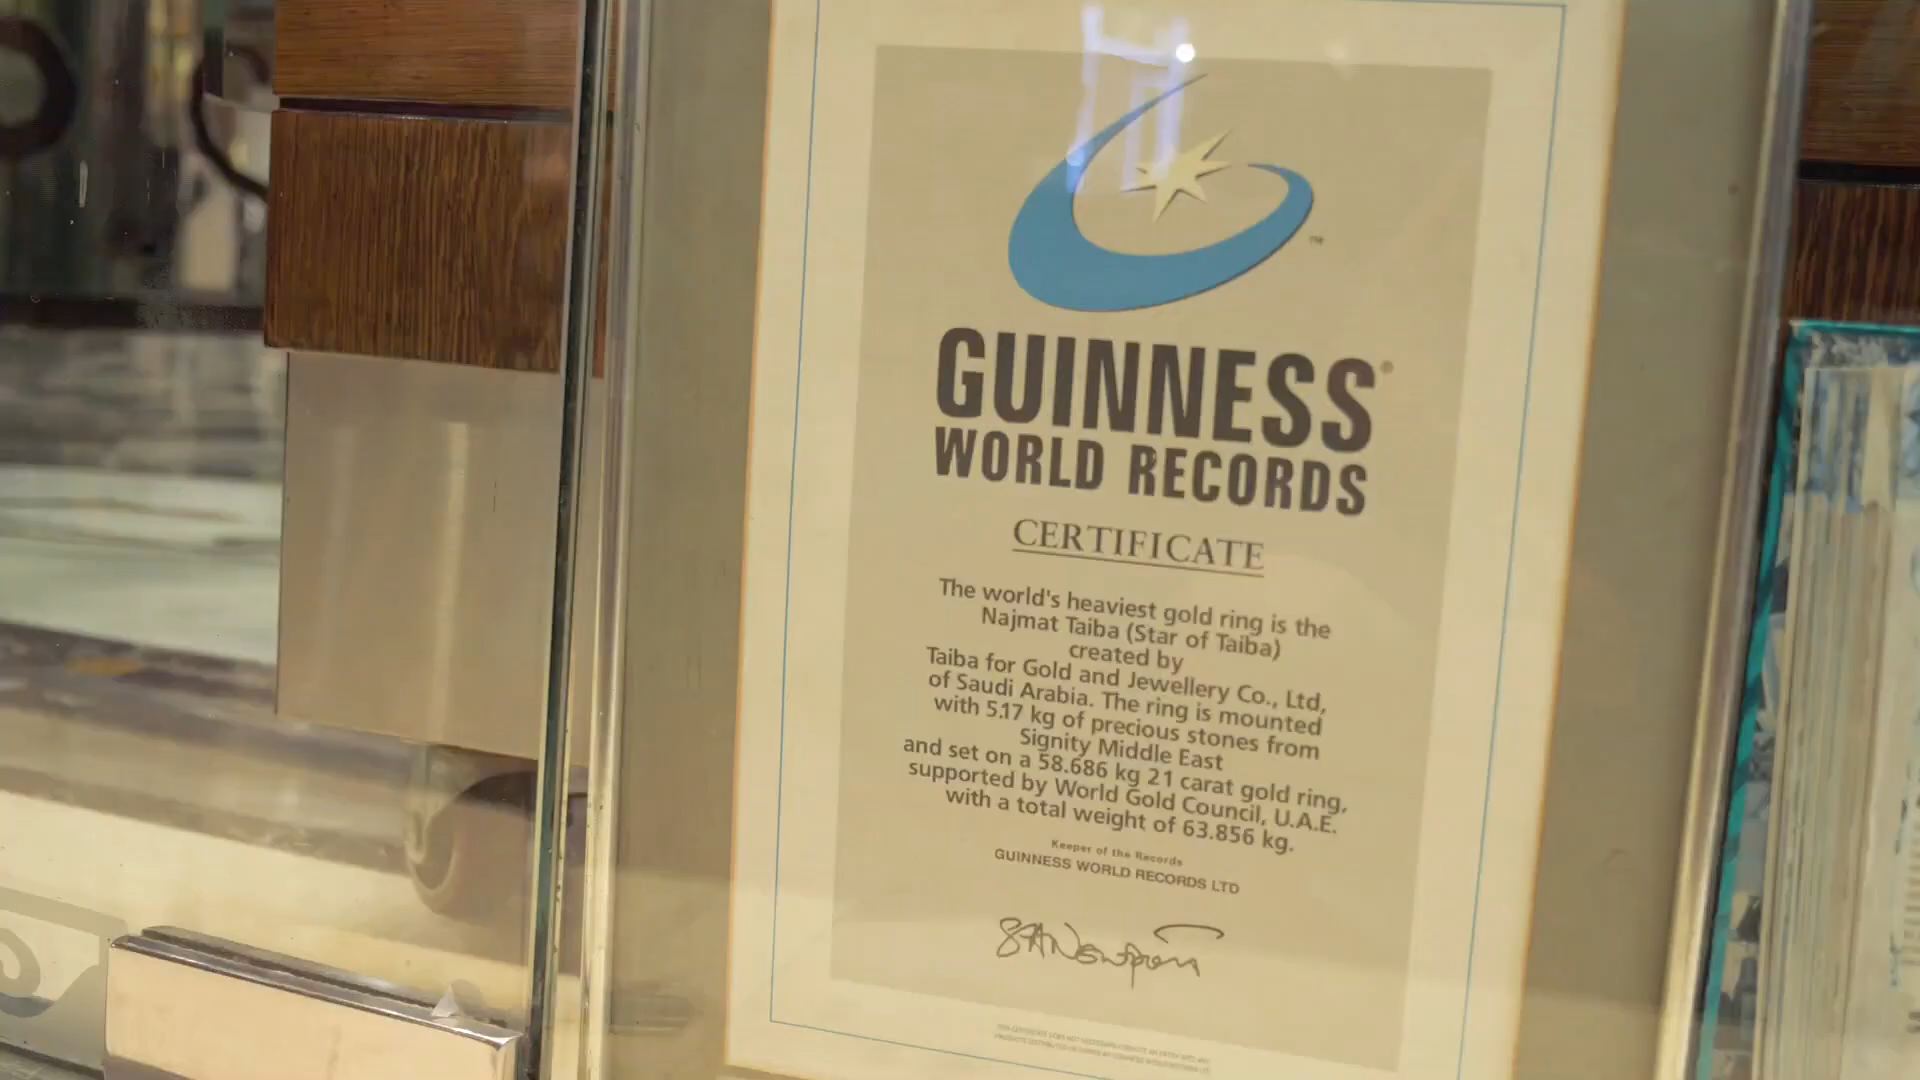 GUINNESS®
WORLD RECORDS
CERTIFICATE
The world's heaviest gold ring is the
Najmat Taiba (Star of Taiba)
created by
Taiba for Gold and Jewellery Co., Ltd,
of Saudi Arabia. The ring is mounted
with 5.17 kg of precious stones from
Signity Middle East
and set on a 58.686 kg 21 carat gold ring,
supported by World Gold Council, U.A.E.
with a total weight of 63.856 kg.
Keeper of the Records
GUINNESS WORLD RECORDS LTD